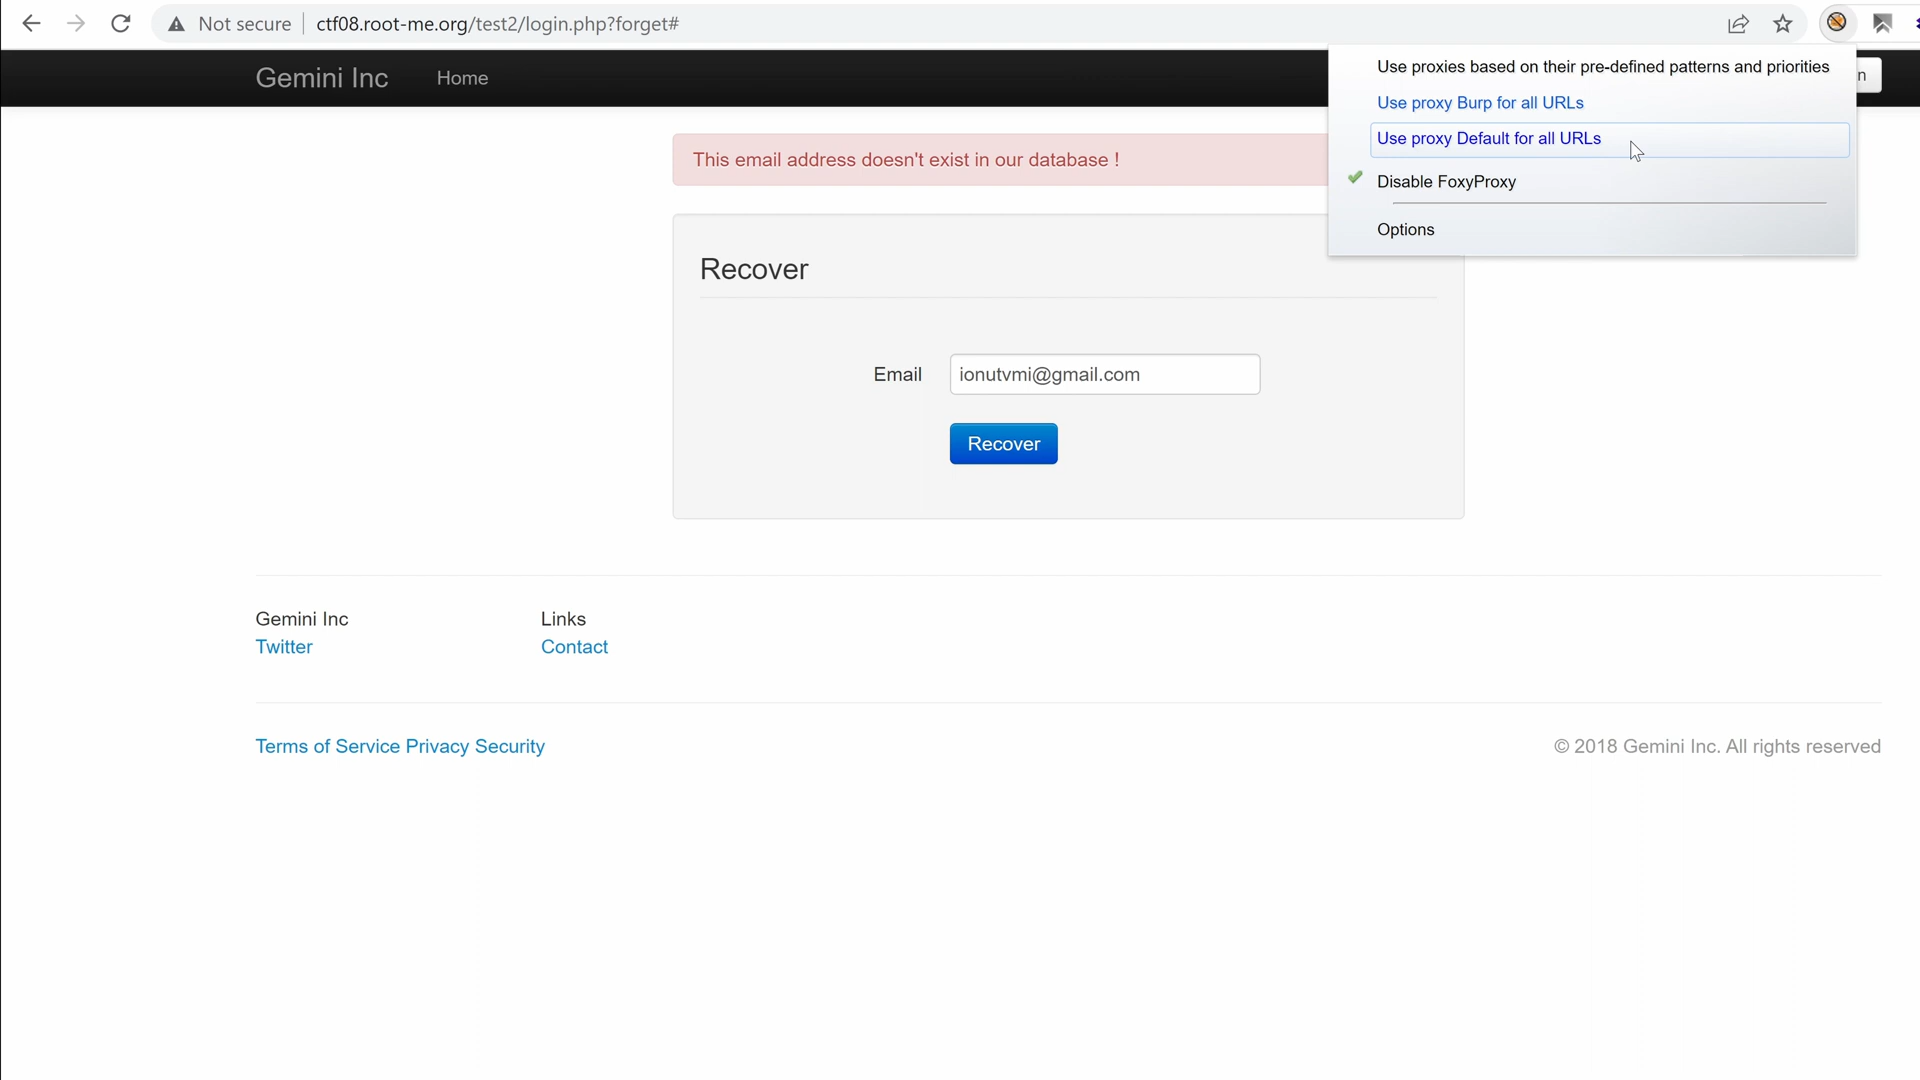 Not secure | ctf08.root-me.org/test2/login.php?forget#
Gemini Inc
Home
Use proxies based on their pre-defined patterns and priorities
Use proxy Burp for all URLs
Use proxy Default for all URLs
Disable FoxyProxy
Options
n
This email address doesn't exist in our database !
Recover
Email ionutvmi@gmail.com
Recover
Gemini Inc
Twitter
Links
Contact
Terms of Service Privacy Security
© 2018 Gemini Inc. All rights reserved